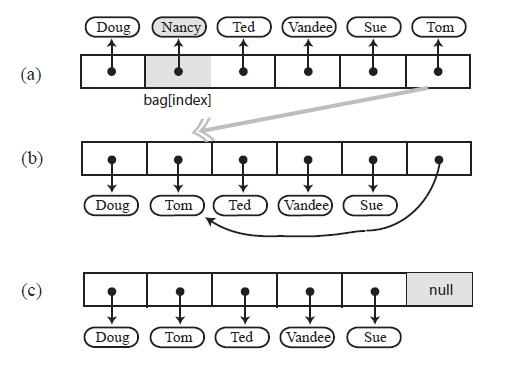 Doug Nancy Ted Vandee Sue Tom
(a)
bag[index]
(b)
Doug Tom Ted Vandee Sue
(c) null
Doug Tom Ted Vandee Sue